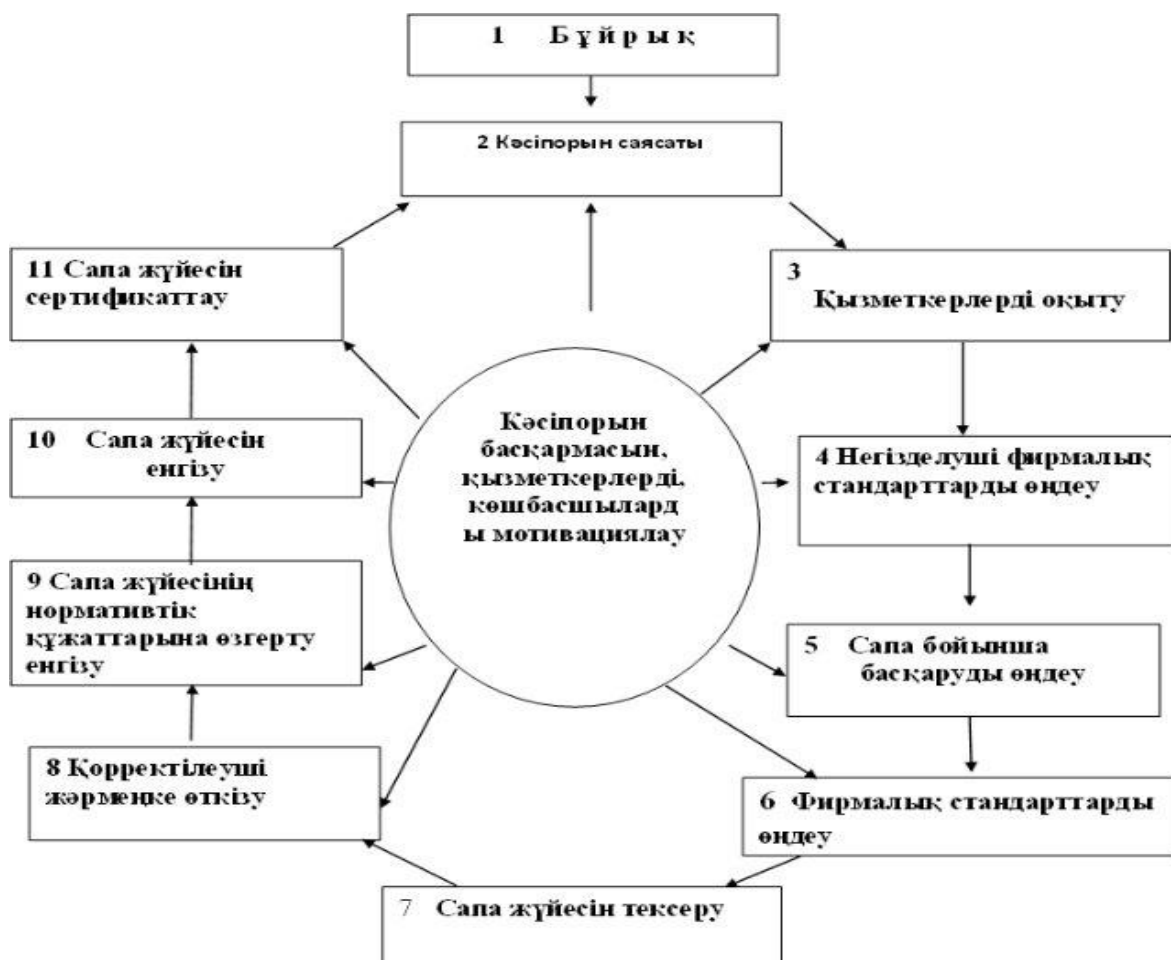 1 Б ұ й р ы қ
2 Кәсіпорын саясаты
11 Сапа жүйесін
сертификаттау
3
Қызметкерлерді оқыту
Кәсіпорын
басқармасын,
қызметкерлерді,
көшбасшылард
ы мотивациялау
10 Сапа жүйесін
енгізу
4 Негізделуші фирмалық
стандарттарды өңдеу
9 Сапа жүйесінің
нормативтік
құжаттарына өзгерту
енгізу
5 Сапа бойынша
басқаруды өңдеу
8 Қорректілеуші
жәрмеңке өткізу
6 Фирмалық стандарттарды
өңдеу
7 Сапа жүйесін тексеру